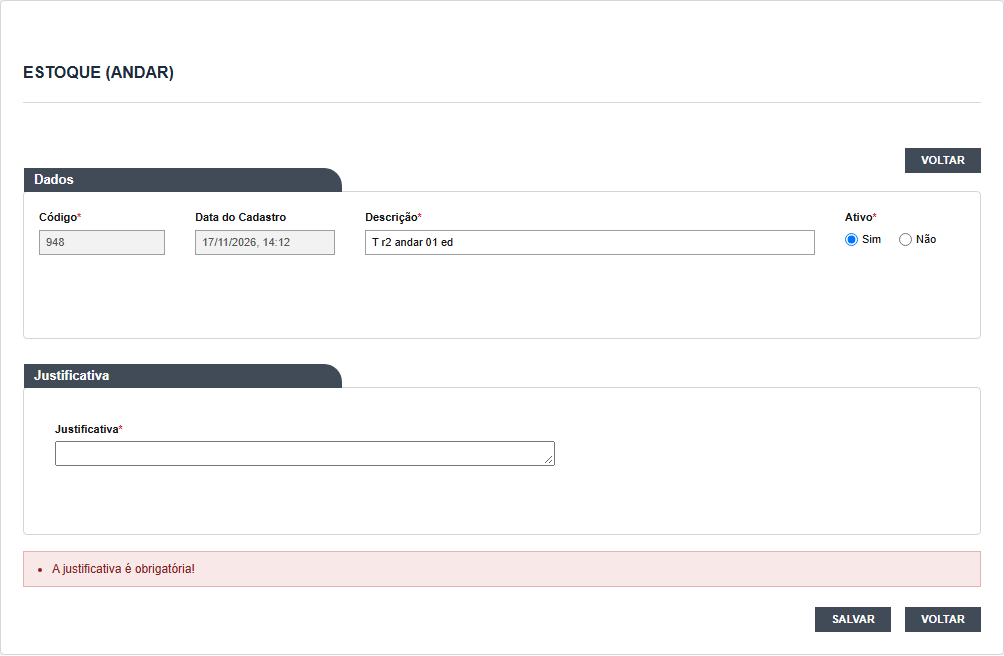 ESTOQUE (ANDAR)
VOLTAR
Dados
Código* Data do Cadastro Descrição* Ativo*
948 17/11/2026, 14:12 T r2 andar 01 ed Sim Não
Justificativa
Justificativa*
A justificativa é obrigatória!
SALVAR VOLTAR